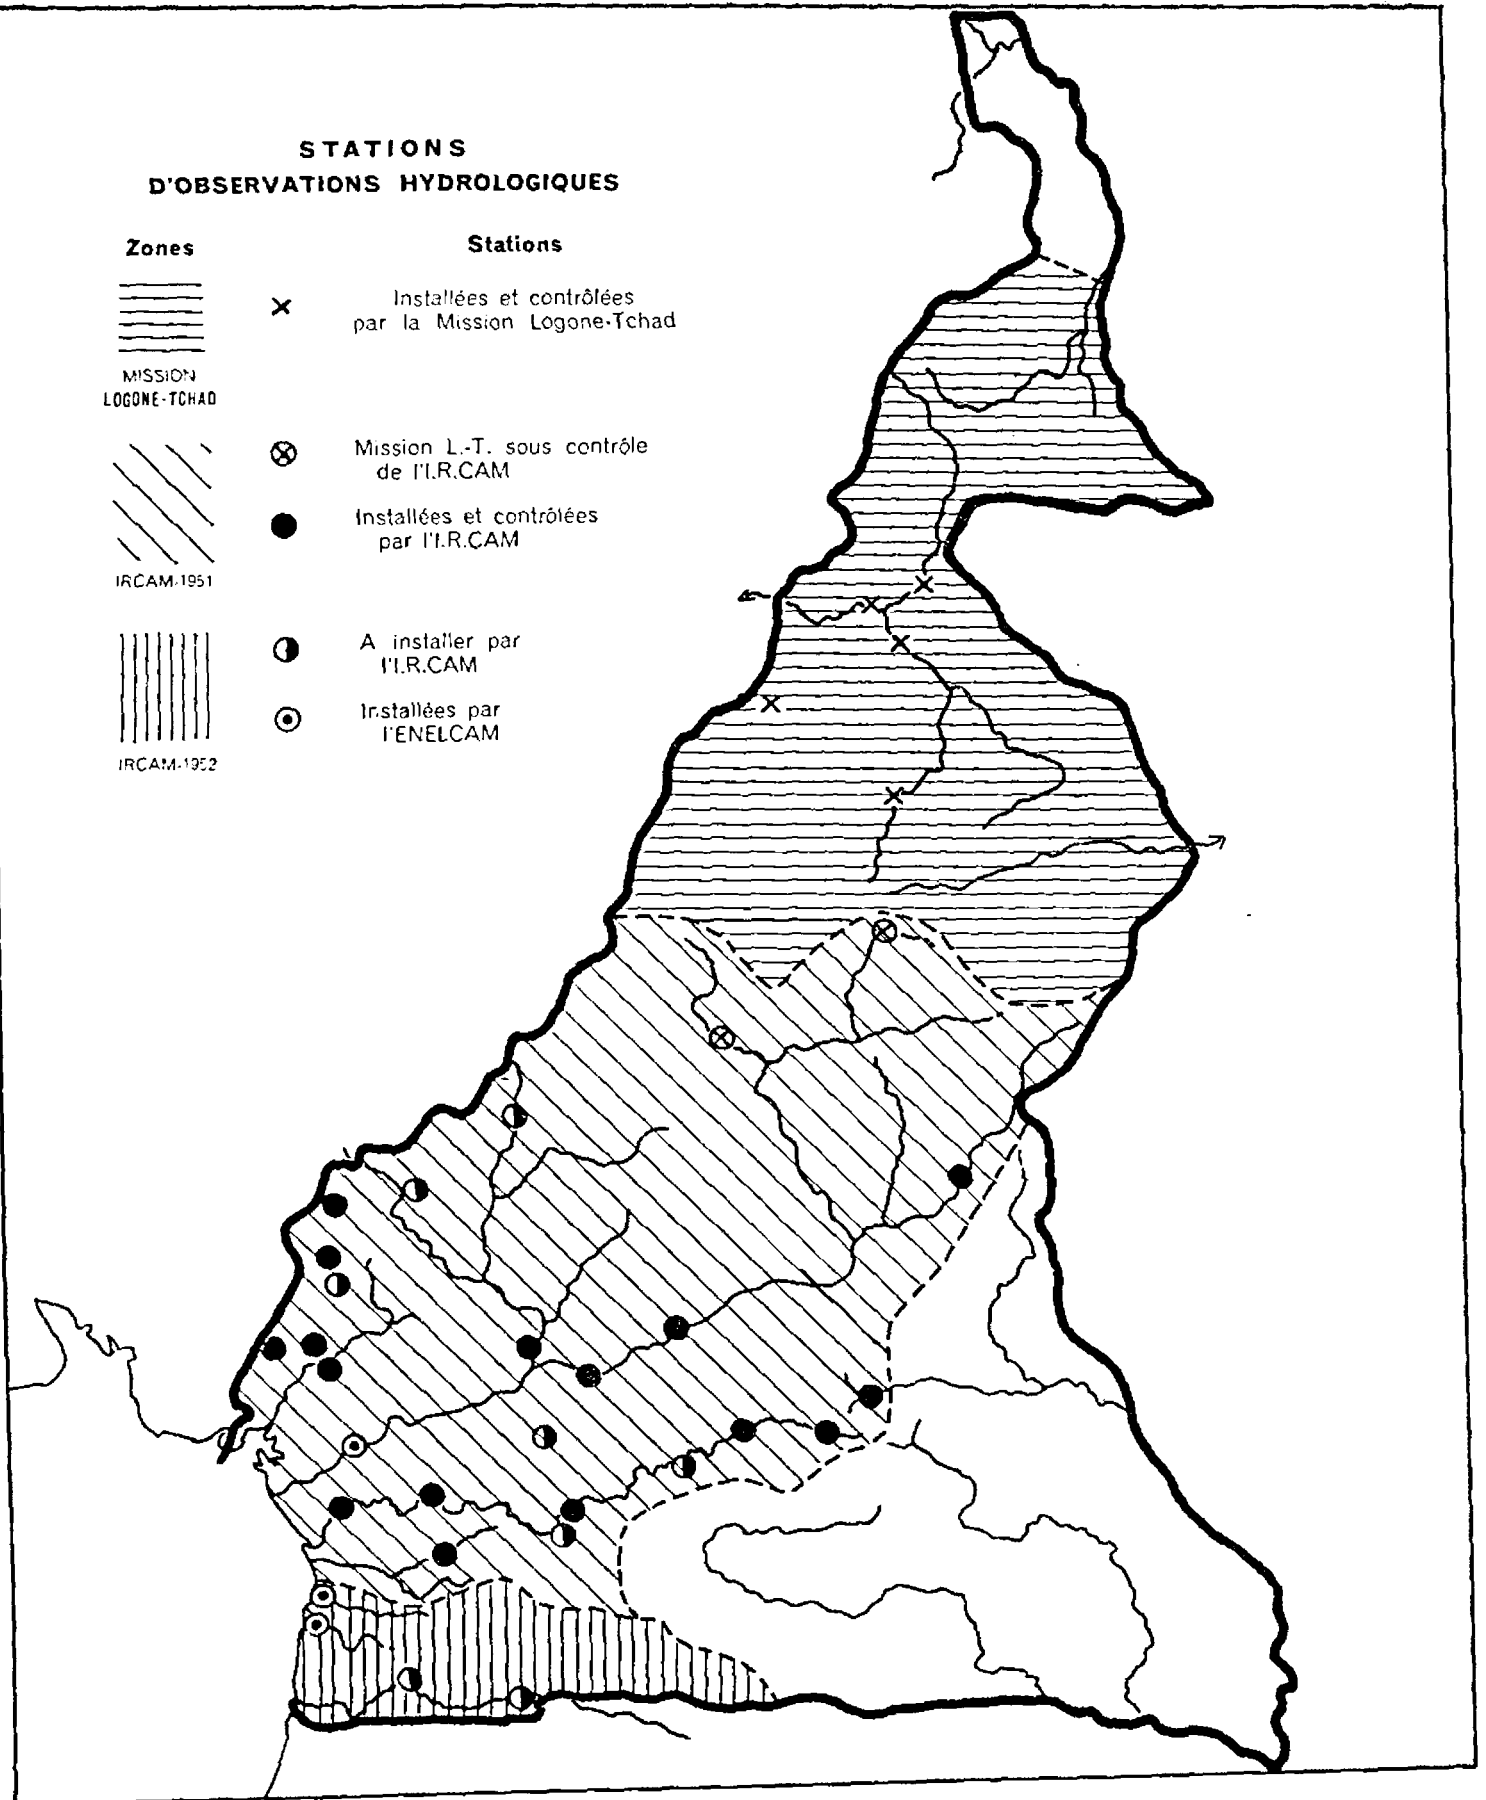 STATIONS
D'OBSERVATIONS HYDROLOGIQUES
Zones
Stations
Installées et contrôlées
par la Mission Logone-Tchad
MISSION
LOGONE-TCHAD
Mission L.-T. sous contrôle
de l'I.R.CAM
Installées et contrôlées
par l'I.R.CAM
IRCAM-1951
A installer par
l'I.R.CAM
Installées par
l'ENELCAM
IRCAM-1952